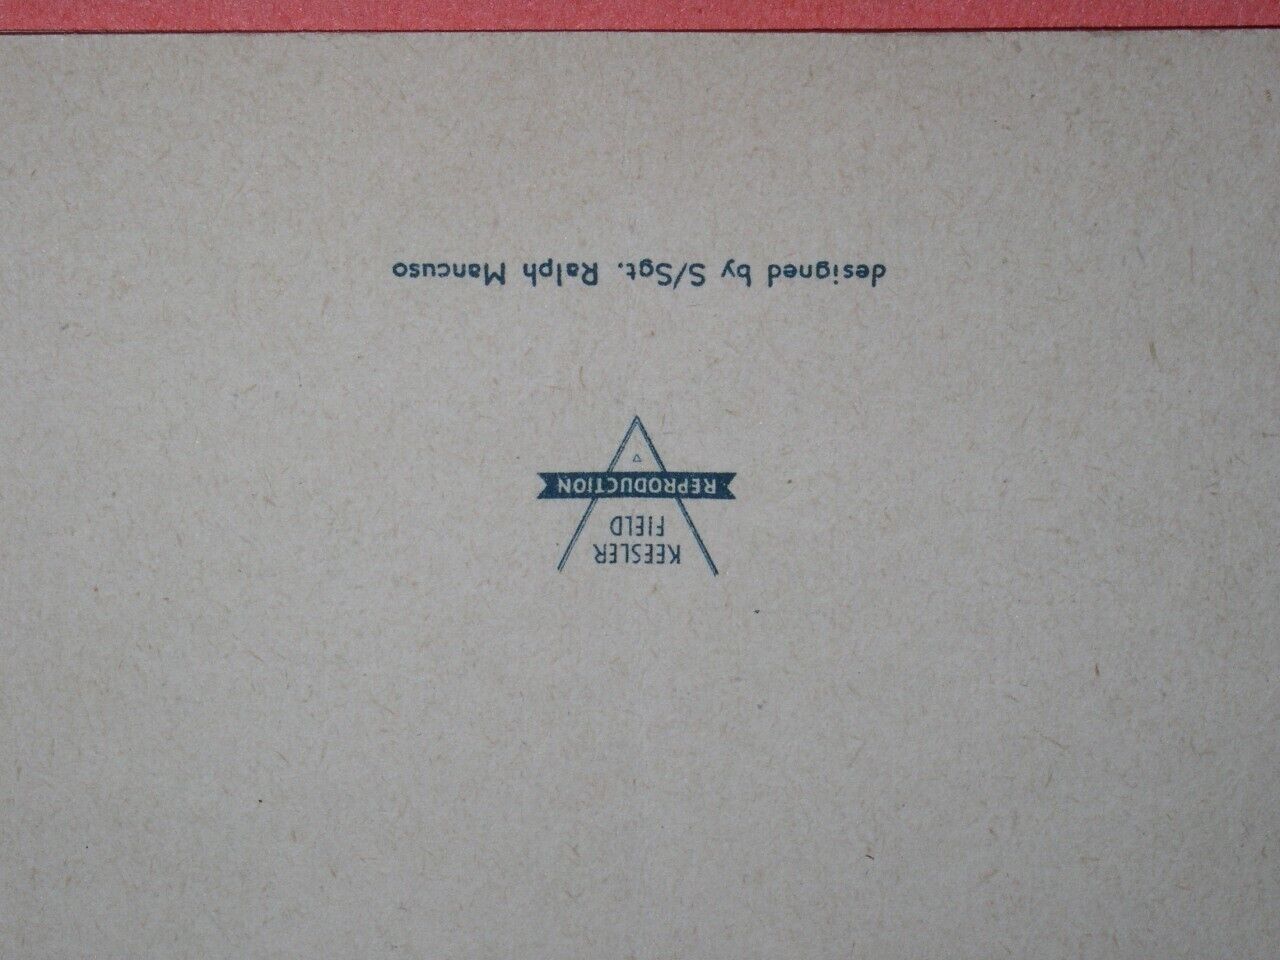 KEESLER
FIELD
REPRODUCTION
designed by S/Sgt. Ralph Mancuso